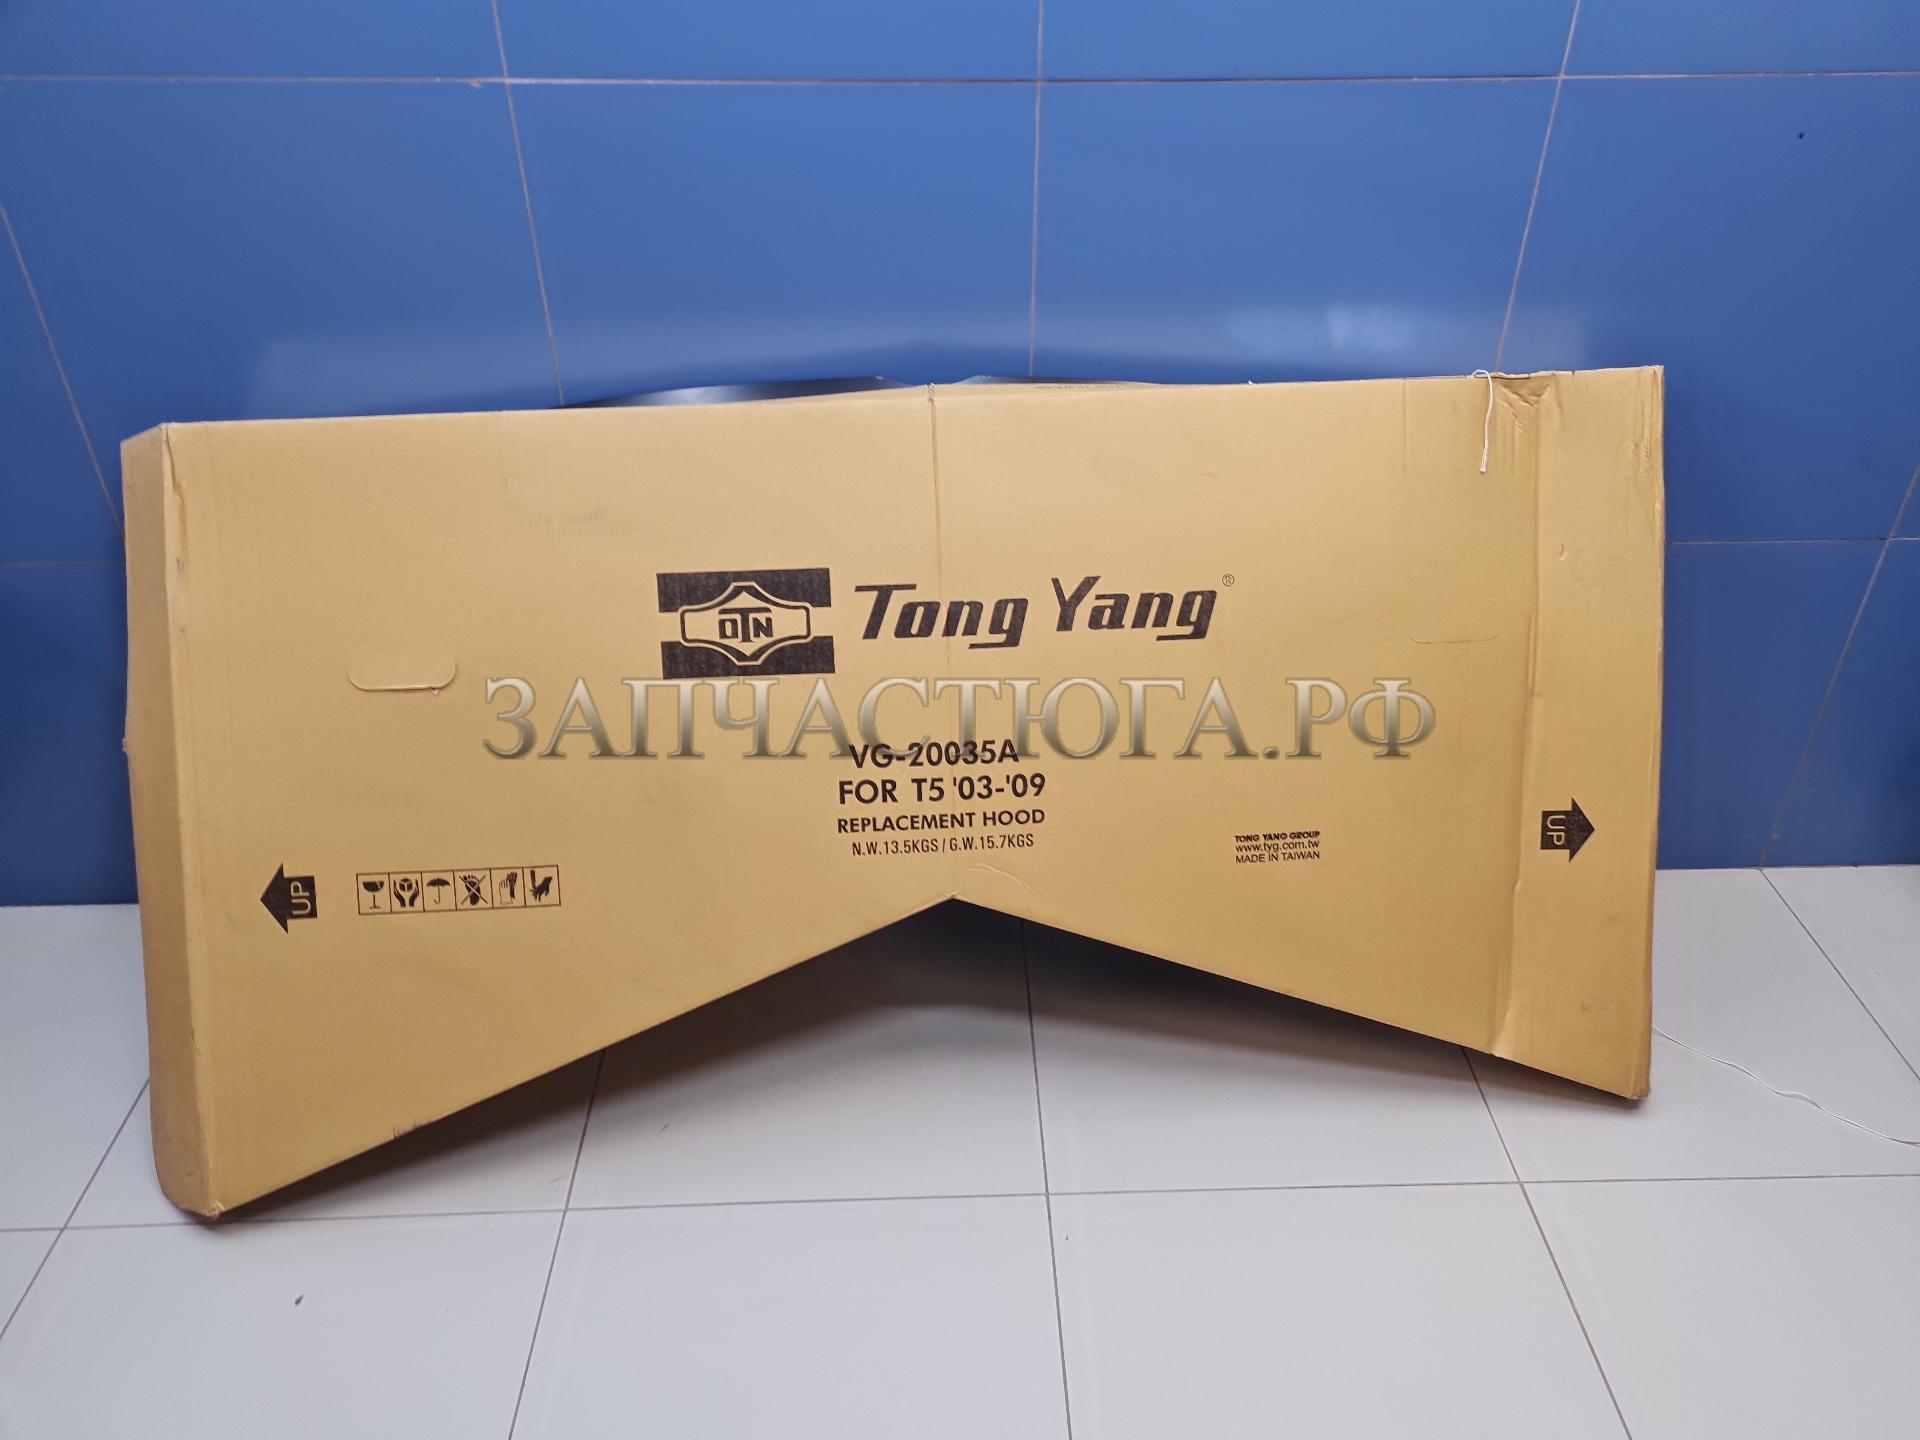 OTN
Tong Yang®
ЗАПЧАСТЮГА.РФ
VG-20035A
FOR T5 '03-'09
REPLACEMENT HOOD
N.W.13.5KGS / G.W.15.7KGS
TONG YANG GROUP
www.tyg.com.tw
MADE IN TAIWAN
UP
UP